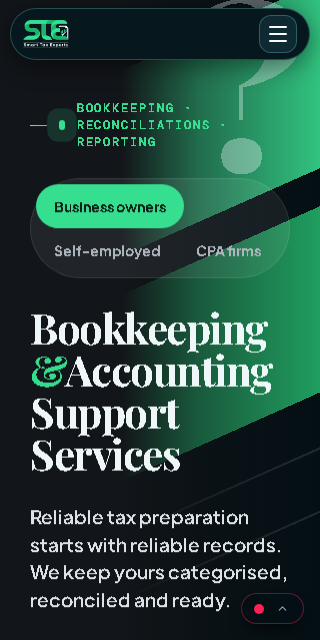 STE
Smart Tax Experts
BOOKKEEPING ·
RECONCILIATIONS ·
REPORTING
?
Business owners
Self-employed
CPA firms
Bookkeeping
&Accounting
Support
Services
Reliable tax preparation
starts with reliable records.
We keep yours categorised,
reconciled and ready.